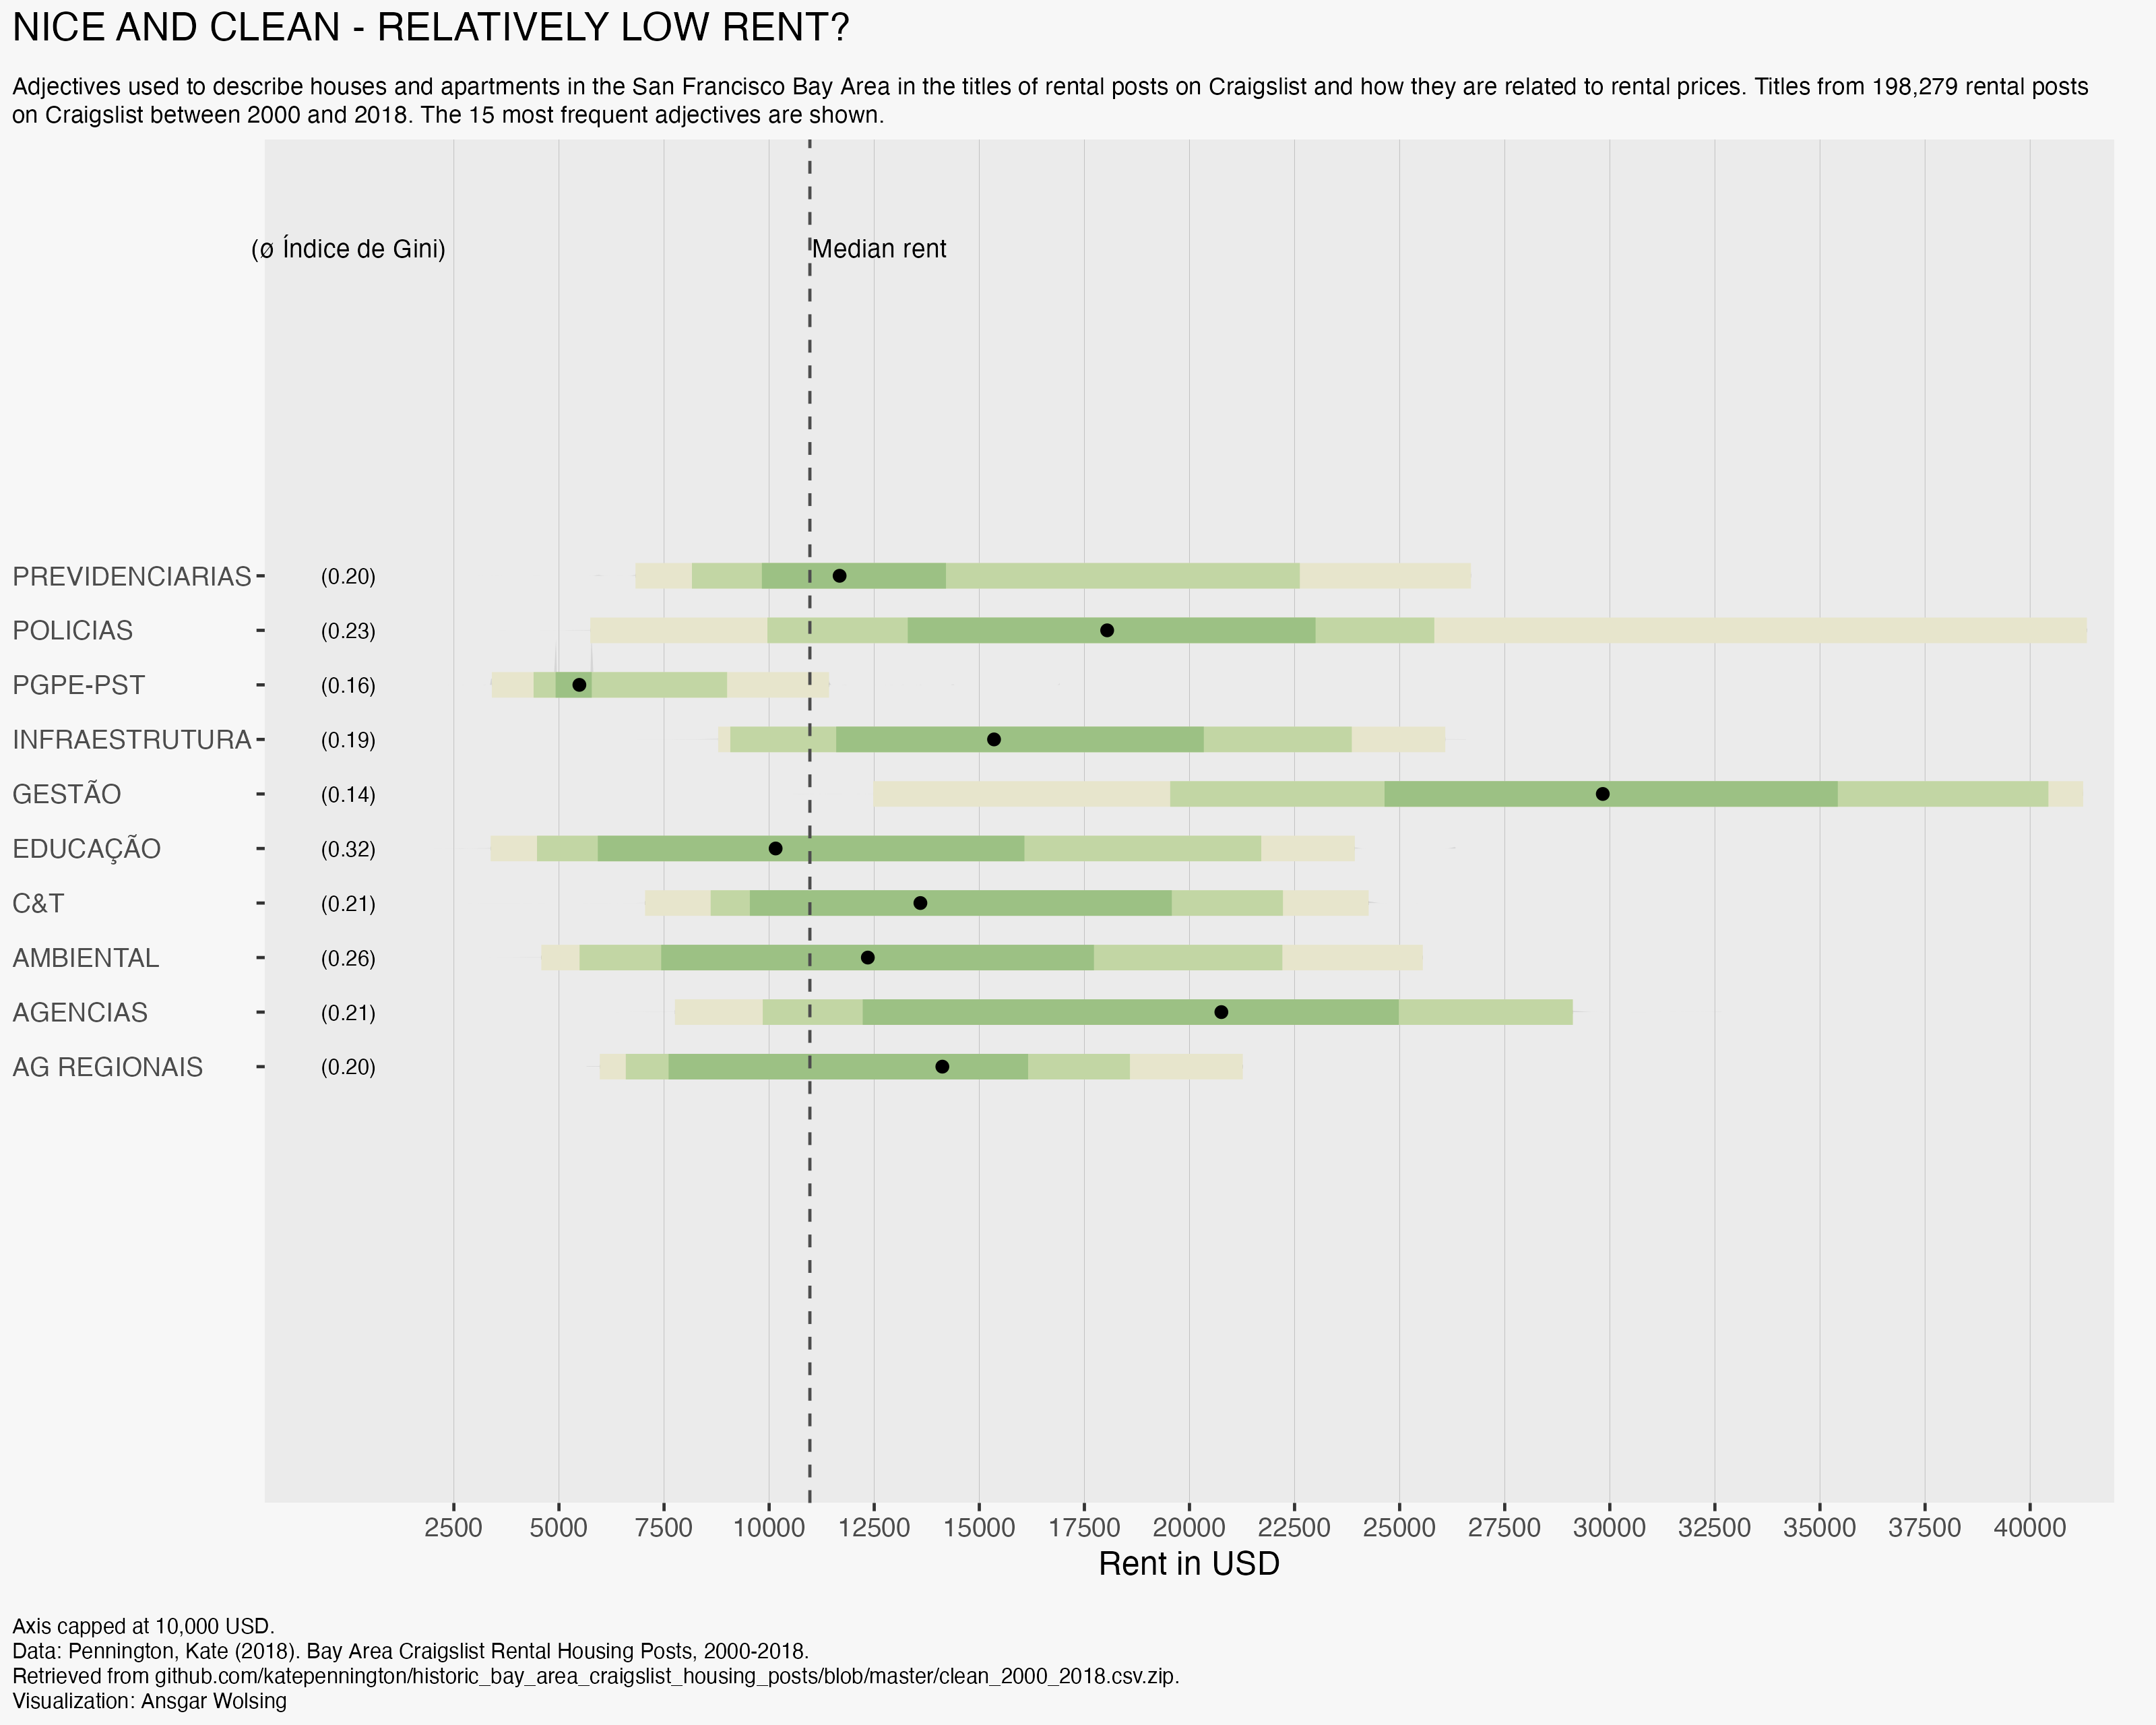 NICE AND CLEAN - RELATIVELY LOW RENT?
Adjectives used to describe houses and apartments in the San Francisco Bay Area in the titles of rental posts on Craigslist and how they are related to rental prices. Titles from 198,279 rental posts
on Craigslist between 2000 and 2018. The 15 most frequent adjectives are shown.
(ø Índice de Gini) Median rent
PREVIDENCIARIAS (0.20)
POLICIAS (0.23)
PGPE-PST (0.16)
INFRAESTRUTURA (0.19)
GESTÃO (0.14)
EDUCAÇÃO (0.32)
C&T (0.21)
AMBIENTAL (0.26)
AGENCIAS (0.21)
AG REGIONAIS (0.20)
2500 5000 7500 10000 12500 15000 17500 20000 22500 25000 27500 30000 32500 35000 37500 40000
Rent in USD
Axis capped at 10,000 USD.
Data: Pennington, Kate (2018). Bay Area Craigslist Rental Housing Posts, 2000-2018.
Retrieved from github.com/katepennington/historic_bay_area_craigslist_housing_posts/blob/master/clean_2000_2018.csv.zip.
Visualization: Ansgar Wolsing